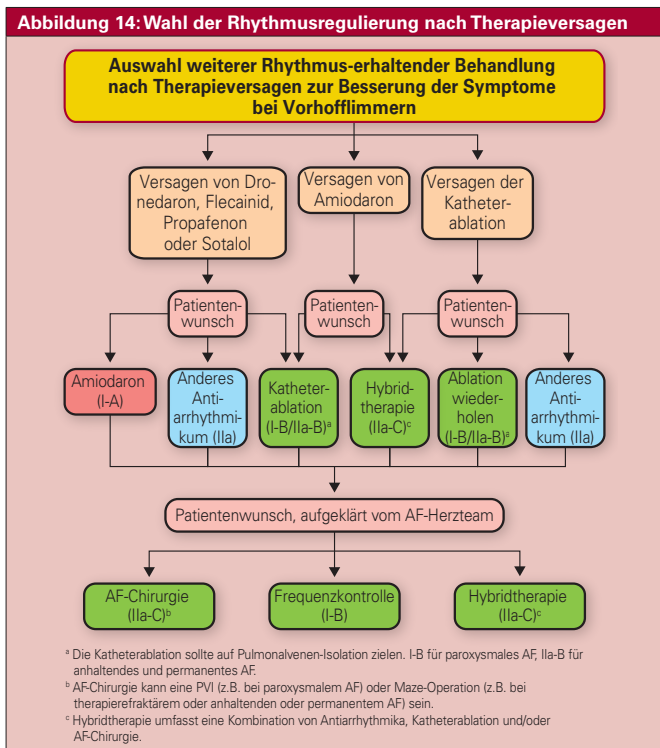 Abbildung 14: Wahl der Rhythmusregulierung nach Therapieversagen
Auswahl weiterer Rhythmus-erhaltender Behandlung
nach Therapieversagen zur Besserung der Symptome
bei Vorhofflimmern
Versagen von Dro-
nedaron, Flecainid,
Propafenon
oder Sotalol
Versagen von
Amiodaron
Versagen der
Katheter-
ablation
Patienten-
wunsch
Patienten-
wunsch
Patienten-
wunsch
Amiodaron
(I-A)
Anderes
Anti-
arrhythmi-
kum (IIa)
Katheter-
ablation
(I-B/IIa-B)ᵃ
Hybrid-
therapie
(IIa-C)ᶜ
Ablation
wieder-
holen
(I-B/IIa-B)ᵃ
Anderes
Anti-
arrhythmi-
kum (IIa)
Patientenwunsch, aufgeklärt vom AF-Herzteam
AF-Chirurgie
(IIa-C)ᵇ
Frequenzkontrolle
(I-B)
Hybridtherapie
(IIa-C)ᶜ
ᵃ Die Katheterablation sollte auf Pulmonalvenen-Isolation zielen. I-B für paroxysmales AF, IIa-B für
anhaltendes und permanentes AF.
ᵇ AF-Chirurgie kann eine PVI (z.B. bei paroxysmalem AF) oder Maze-Operation (z.B. bei
therapierefraktärem oder anhaltenden oder permanentem AF) sein.
ᶜ Hybridtherapie umfasst eine Kombination von Antiarrhythmika, Katheterablation und/oder
AF-Chirurgie.